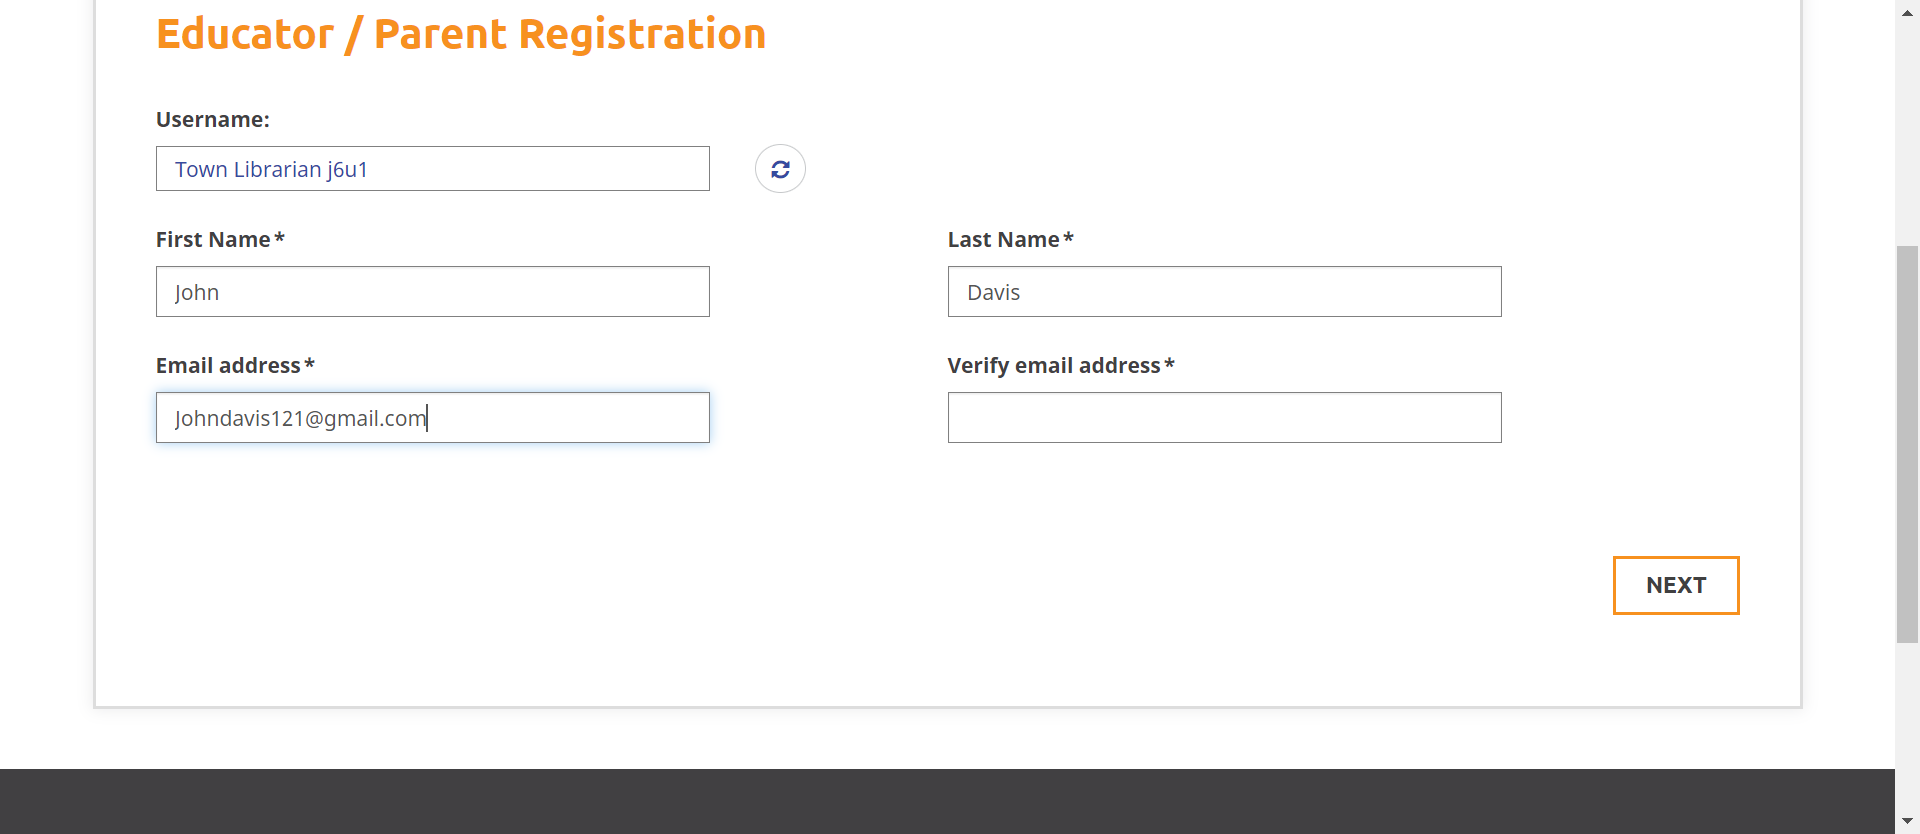 Educator / Parent Registration
Username:
Town Librarian j6u1
First Name*
Last Name*
John
Davis
Email address*
Verify email address*
Johndavis121@gmail.com
NEXT